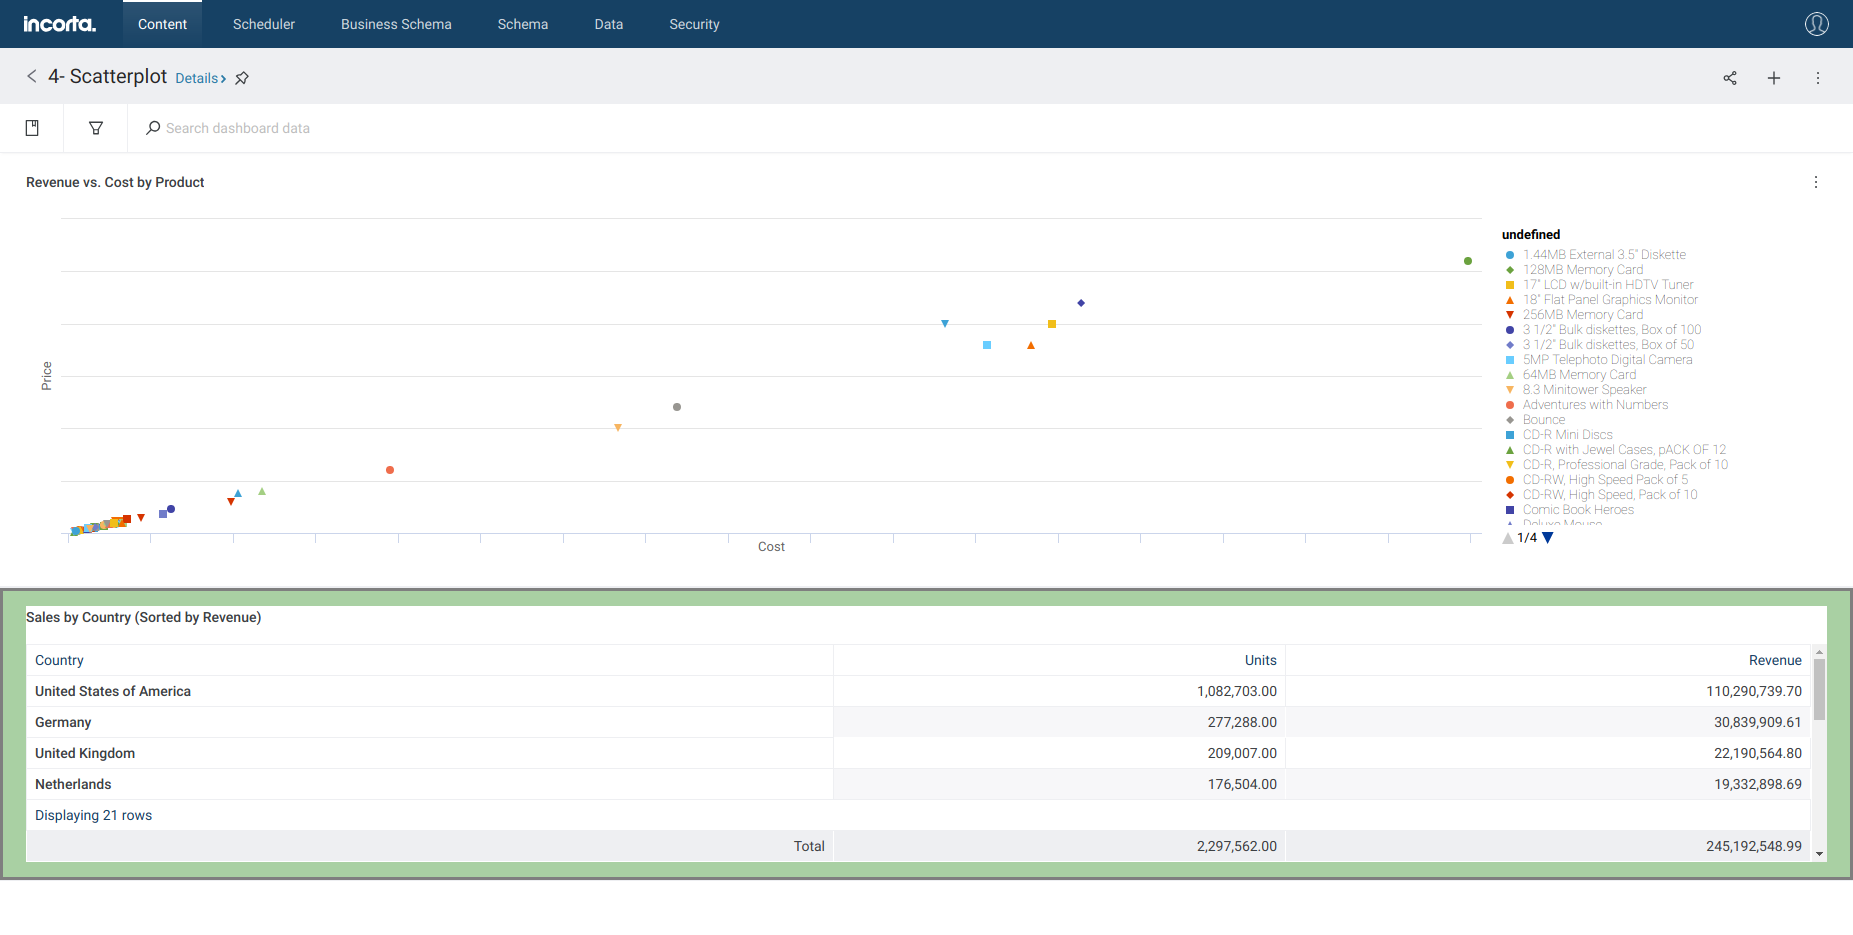 incorta.
Content
Scheduler
Business Schema
Schema
Data
Security
4- Scatterplot
Details
Search dashboard data
Revenue vs. Cost by Product
Price
Cost
undefined
1.44MB External 3.5" Diskette
128MB Memory Card
17" LCD w/built-in HDTV Tuner
18" Flat Panel Graphics Monitor
256MB Memory Card
3 1/2" Bulk diskettes, Box of 100
3 1/2" Bulk diskettes, Box of 50
5MP Telephoto Digital Camera
64MB Memory Card
8.3 Minitower Speaker
Adventures with Numbers
Bounce
CD-R Mini Discs
CD-R with Jewel Cases, pACK OF 12
CD-R, Professional Grade, Pack of 10
CD-RW, High Speed Pack of 5
CD-RW, High Speed, Pack of 10
Comic Book Heroes
Deluxe Mouse
1/4
Sales by Country (Sorted by Revenue)
Country Units Revenue
United States of America 1,082,703.00 110,290,739.70
Germany 277,288.00 30,839,909.61
United Kingdom 209,007.00 22,190,564.80
Netherlands 176,504.00 19,332,898.69
Displaying 21 rows
Total 2,297,562.00 245,192,548.99